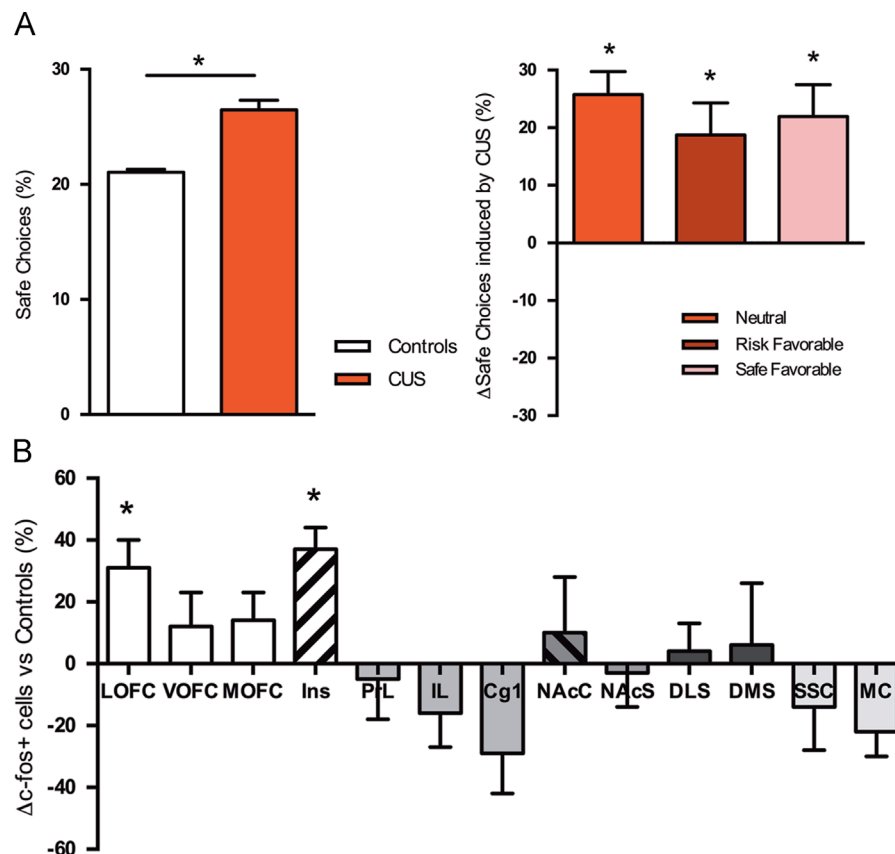 A
*
30
20
10
0
Safe Choices (%)
Controls
CUS
* * *
30
20
10
0
-10
-20
-30
ΔSafe Choices induced by CUS (%)
Neutral
Risk Favorable
Safe Favorable
B
* *
60
40
20
0
-20
-40
-60
Δc-fos+ cells vs Controls (%)
LOFC VOFC MOFC Ins PrL IL Cg1 NAcC NAcS DLS DMS SSC MC